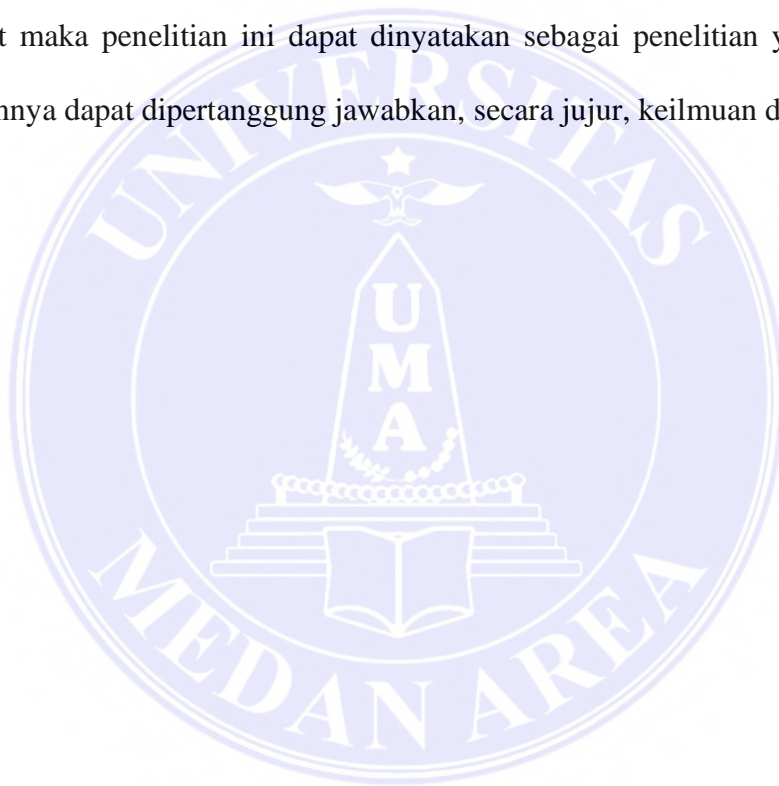 t maka penelitian ini dapat dinyatakan sebagai penelitian y
nnya dapat dipertanggung jawabkan, secara jujur, keilmuan d
UNIVERSITAS
U
M
A
MEDAN AREA